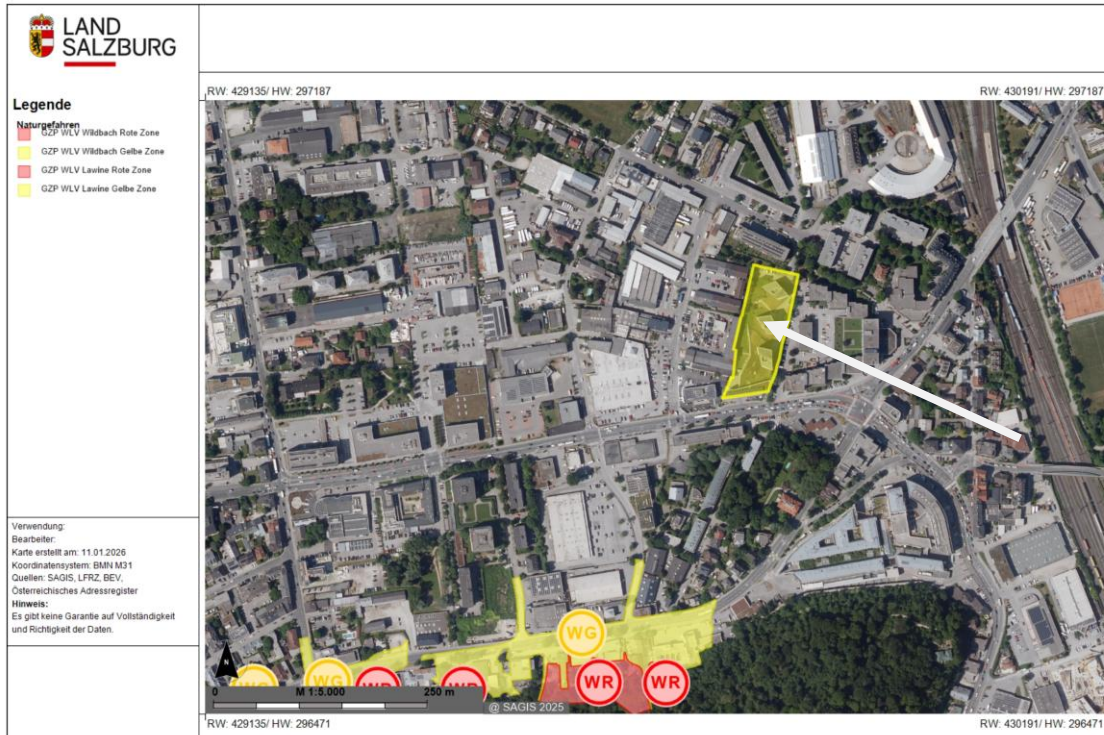 LAND
SALZBURG
Legende
Naturgefahren
GZP WLV Wildbach Rote Zone
GZP WLV Wildbach Gelbe Zone
GZP WLV Lawine Rote Zone
GZP WLV Lawine Gelbe Zone
Verwendung:
Bearbeiter:
Karte erstellt am: 11.01.2026
Koordinatensystem: BMN M31
Quellen: SAGIS, LFRZ, BEV,
Österreichisches Adressregister
Hinweis:
Es gibt keine Garantie auf Vollständigkeit
und Richtigkeit der Daten.
RW: 429135/ HW: 297187
RW: 430191/ HW: 297187
WG
WG
WG
WR
WR
WR
WR
N
0 M 1:5.000 250 m
@ SAGIS 2025
RW: 429135/ HW: 296471
RW: 430191/ HW: 296471